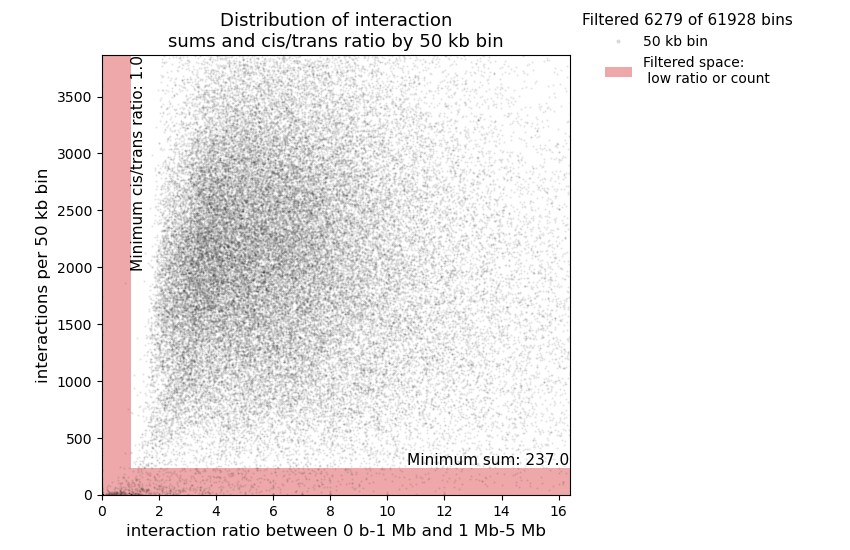 Distribution of interaction
sums and cis/trans ratio by 50 kb bin
Filtered 6279 of 61928 bins
50 kb bin
Filtered space:
low ratio or count
interactions per 50 kb bin
3500
3000
2500
2000
1500
1000
500
0
Minimum cis/trans ratio: 1.0
Minimum sum: 237.0
0 2 4 6 8 10 12 14 16
interaction ratio between 0 b-1 Mb and 1 Mb-5 Mb